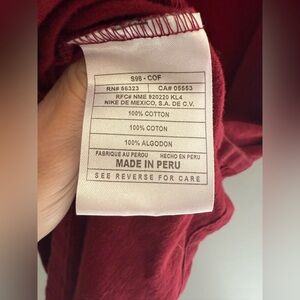 S98 - COF
RN# 56323 CA# 05553
RFC# NME 920220 KL4
NIKE DE MEXICO, S.A. DE C.V.
100% COTTON
100% COTON
100% ALGODON
FABRIQUE AU PEROU HECHO EN PERU
MADE IN PERU
SEE REVERSE FOR CARE